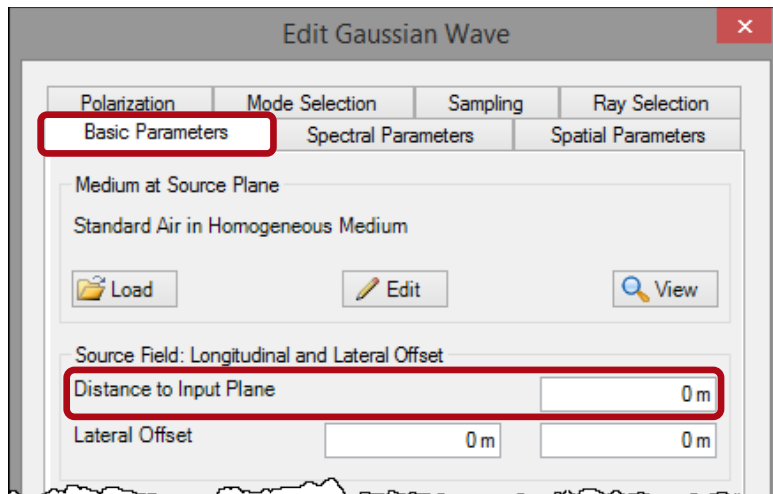 Edit Gaussian Wave
Polarization Mode Selection Sampling Ray Selection
Basic Parameters Spectral Parameters Spatial Parameters
Medium at Source Plane
Standard Air in Homogeneous Medium
Load Edit View
Source Field: Longitudinal and Lateral Offset
Distance to Input Plane 0 m
Lateral Offset 0 m 0 m